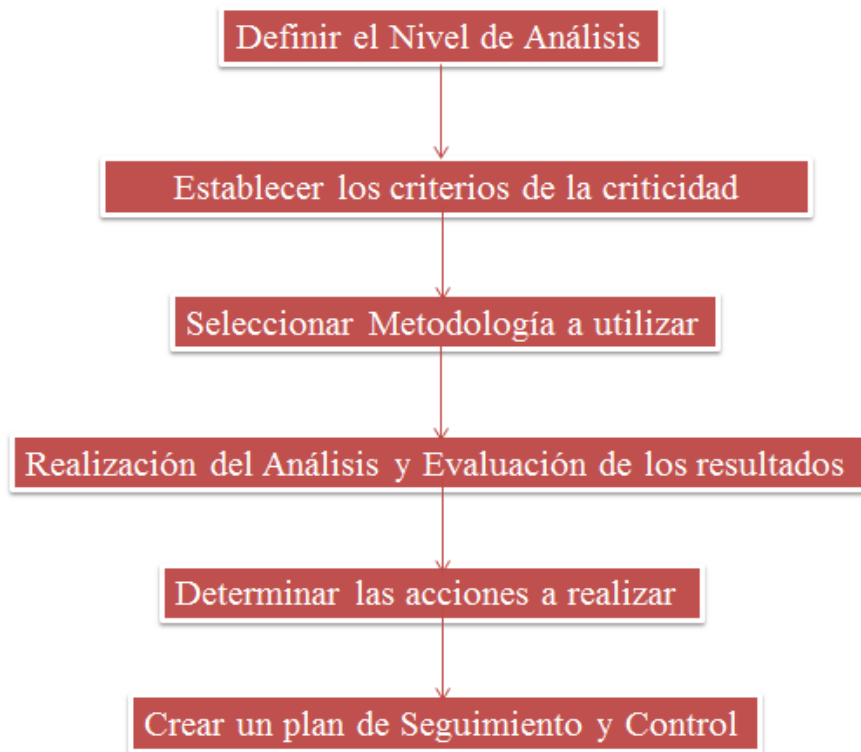 Definir el Nivel de Análisis
Establecer los criterios de la criticidad
Seleccionar Metodología a utilizar
Realización del Análisis y Evaluación de los resultados
Determinar las acciones a realizar
Crear un plan de Seguimiento y Control